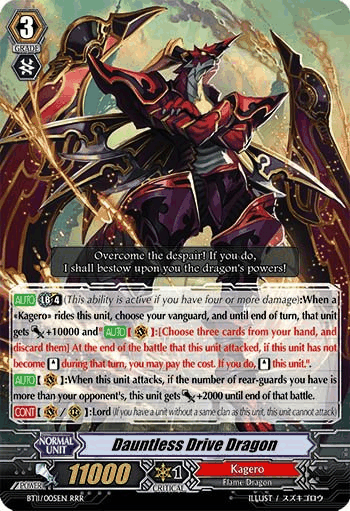 3
GRADE
Overcome the despair! If you do,
I shall bestow upon you the dragon's powers!
AUTO LB 4 (This ability is active if you have four or more damage):When a
«Kagero» rides this unit, choose your vanguard, and until end of turn, that unit
gets +10000 and" AUTO [ ]:[Choose three cards from your hand, and
discard them] At the end of the battle that this unit attacked, if this unit has not
become [ ] during that turn, you may pay the cost. If you do, [ ] this unit.".
AUTO [ ]:When this unit attacks, if the number of rear-guards you have is
more than your opponent's, this unit gets +2000 until end of that battle.
CONT [ / ]:Lord (If you have a unit without a same clan as this unit, this unit cannot attack)
NORMAL
UNIT
Dauntless Drive Dragon
POWER
11000
1
CRITICAL
Kagero
Flame Dragon
BT11/005EN RRR
ILLUST / スズキゴロウ